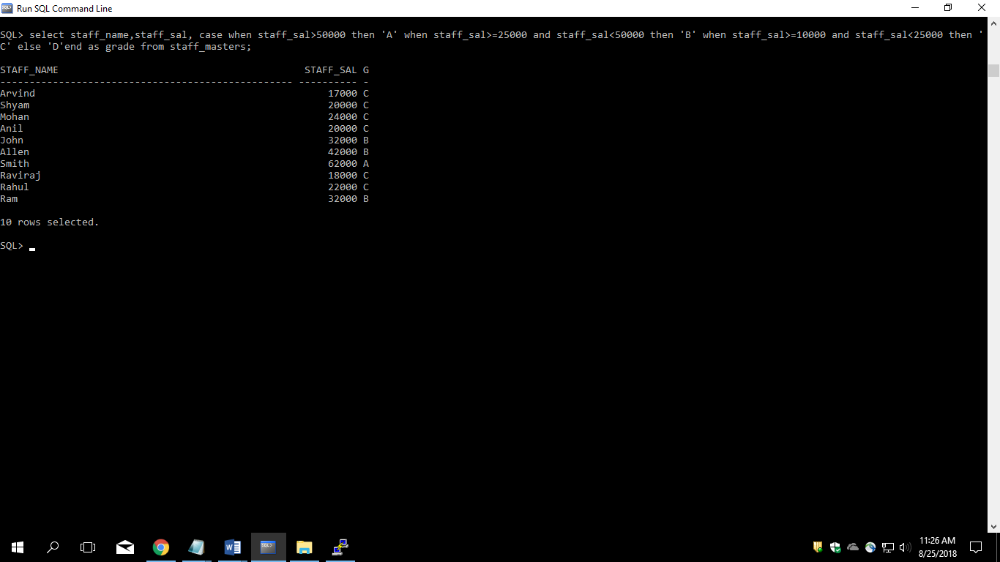 Run SQL Command Line
SQL> select staff_name,staff_sal, case when staff_sal>50000 then 'A' when staff_sal>=25000 and staff_sal<50000 then 'B' when staff_sal>=10000 and staff_sal<25000 then '
C' else 'D'end as grade from staff_masters;
STAFF_NAME STAFF_SAL G
-------------------------------------------------- ---------- -
Arvind 17000 C
Shyam 20000 C
Mohan 24000 C
Anil 20000 C
John 32000 B
Allen 42000 B
Smith 62000 A
Raviraj 18000 C
Rahul 22000 C
Ram 32000 B
10 rows selected.
SQL>
11:26 AM
8/25/2018